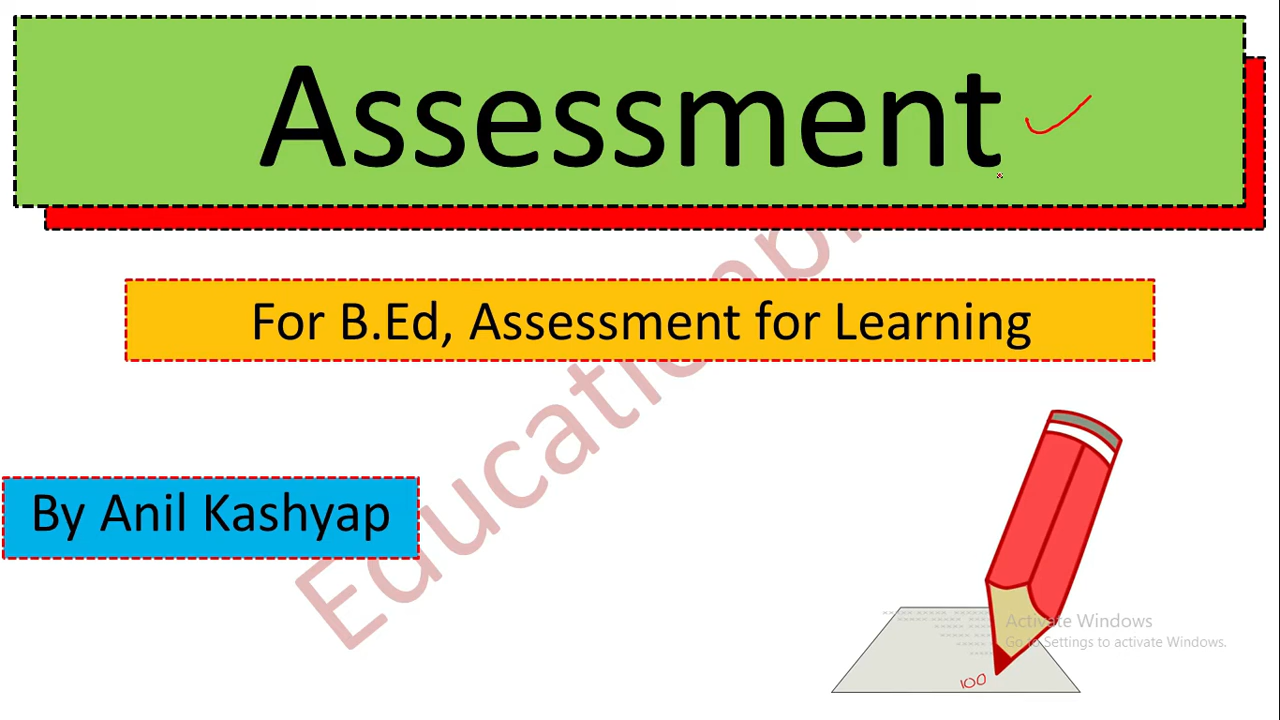 Assessment
For B.Ed, Assessment for Learning
By Anil Kashyap
Activate Windows
Go to Settings to activate Windows.
100